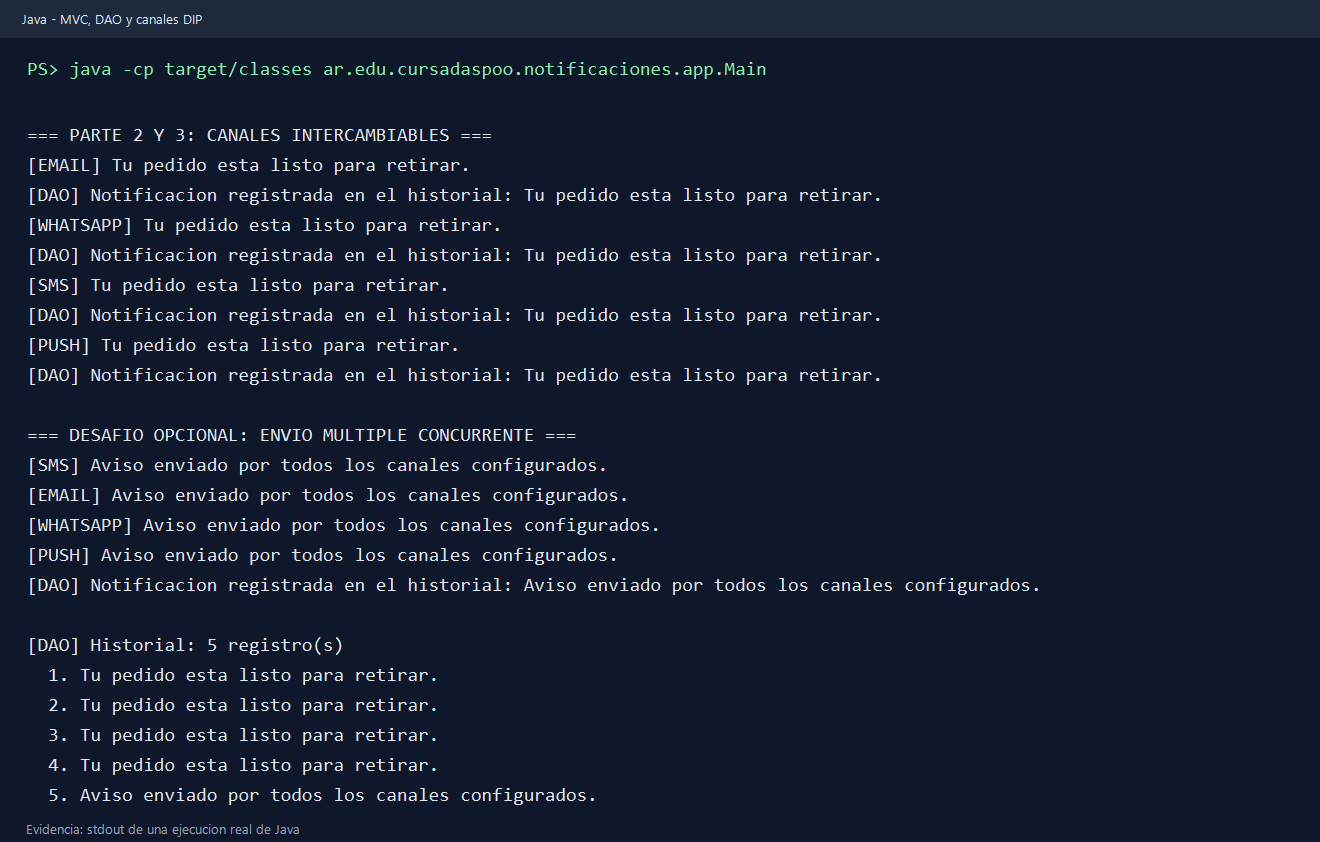 Java - MVC, DAO y canales DIP
PS> java -cp target/classes ar.edu.cursadaspoo.notificaciones.app.Main
=== PARTE 2 Y 3: CANALES INTERCAMBIABLES ===
[EMAIL] Tu pedido esta listo para retirar.
[DAO] Notificacion registrada en el historial: Tu pedido esta listo para retirar.
[WHATSAPP] Tu pedido esta listo para retirar.
[DAO] Notificacion registrada en el historial: Tu pedido esta listo para retirar.
[SMS] Tu pedido esta listo para retirar.
[DAO] Notificacion registrada en el historial: Tu pedido esta listo para retirar.
[PUSH] Tu pedido esta listo para retirar.
[DAO] Notificacion registrada en el historial: Tu pedido esta listo para retirar.
=== DESAFIO OPCIONAL: ENVIO MULTIPLE CONCURRENTE ===
[SMS] Aviso enviado por todos los canales configurados.
[EMAIL] Aviso enviado por todos los canales configurados.
[WHATSAPP] Aviso enviado por todos los canales configurados.
[PUSH] Aviso enviado por todos los canales configurados.
[DAO] Notificacion registrada en el historial: Aviso enviado por todos los canales configurados.
[DAO] Historial: 5 registro(s)
1. Tu pedido esta listo para retirar.
2. Tu pedido esta listo para retirar.
3. Tu pedido esta listo para retirar.
4. Tu pedido esta listo para retirar.
5. Aviso enviado por todos los canales configurados.
Evidencia: stdout de una ejecucion real de Java